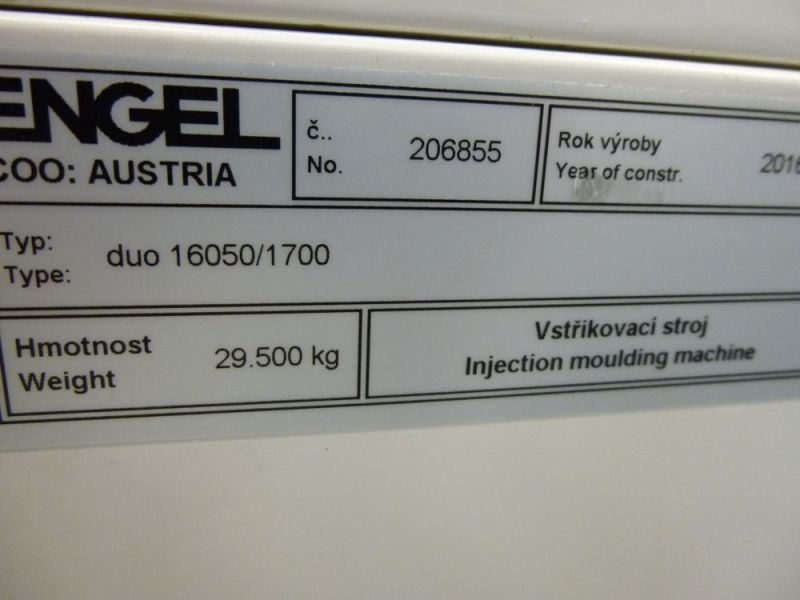 ENGEL
COO: AUSTRIA
č..
No.
206855
Rok výroby
Year of constr.
2016
Typ:
Type:
duo 16050/1700
Hmotnost
Weight
29.500 kg
Vstřikovací stroj
Injection moulding machine